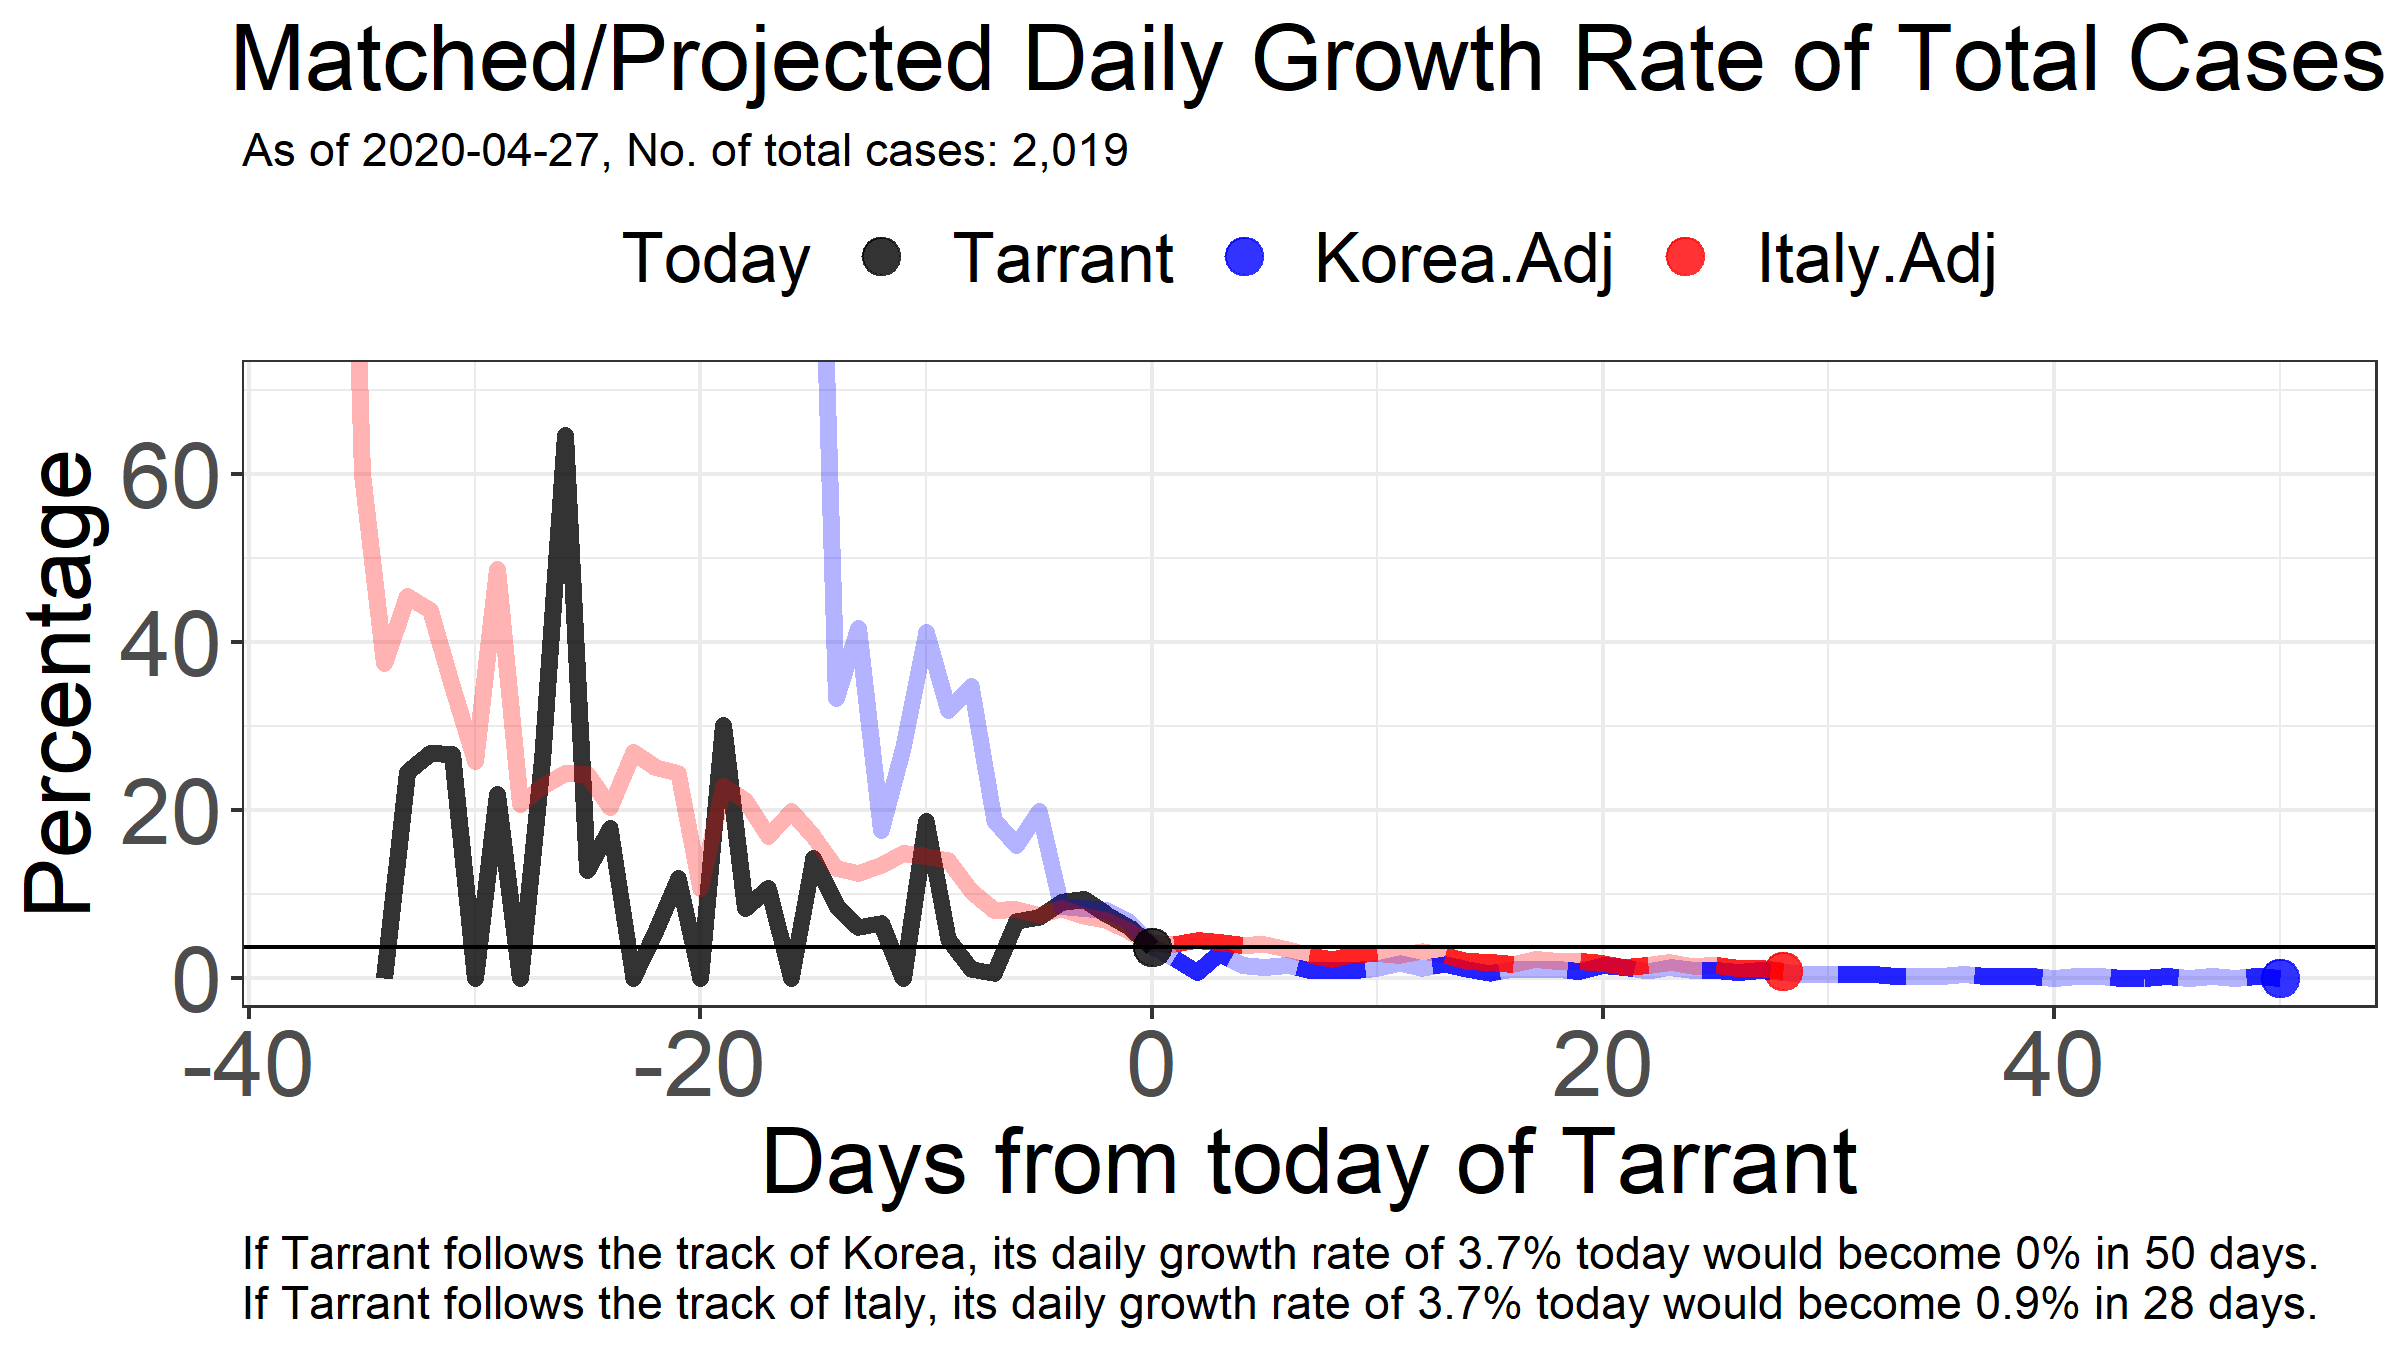 Matched/Projected Daily Growth Rate of Total Cases
As of 2020-04-27, No. of total cases: 2,019
Today Tarrant Korea.Adj Italy.Adj
Percentage
60
40
20
0
-40 -20 0 20 40
Days from today of Tarrant
If Tarrant follows the track of Korea, its daily growth rate of 3.7% today would become 0% in 50 days.
If Tarrant follows the track of Italy, its daily growth rate of 3.7% today would become 0.9% in 28 days.